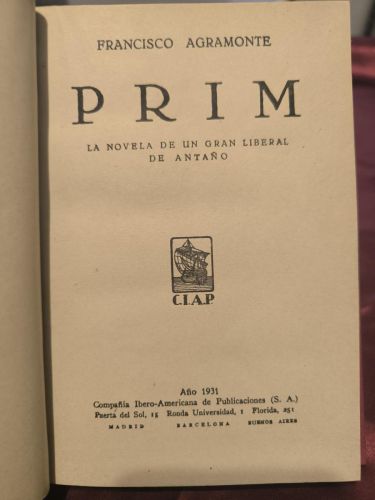 FRANCISCO AGRAMONTE
PRIM
LA NOVELA DE UN GRAN LIBERAL
DE ANTAÑO
C.I.A.P.
Año 1931
Compañía Ibero-Americana de Publicaciones (S. A.)
Puerta del Sol, 15 Ronda Universidad, 1 Florida, 251
MADRID BARCELONA BUENOS AIRES